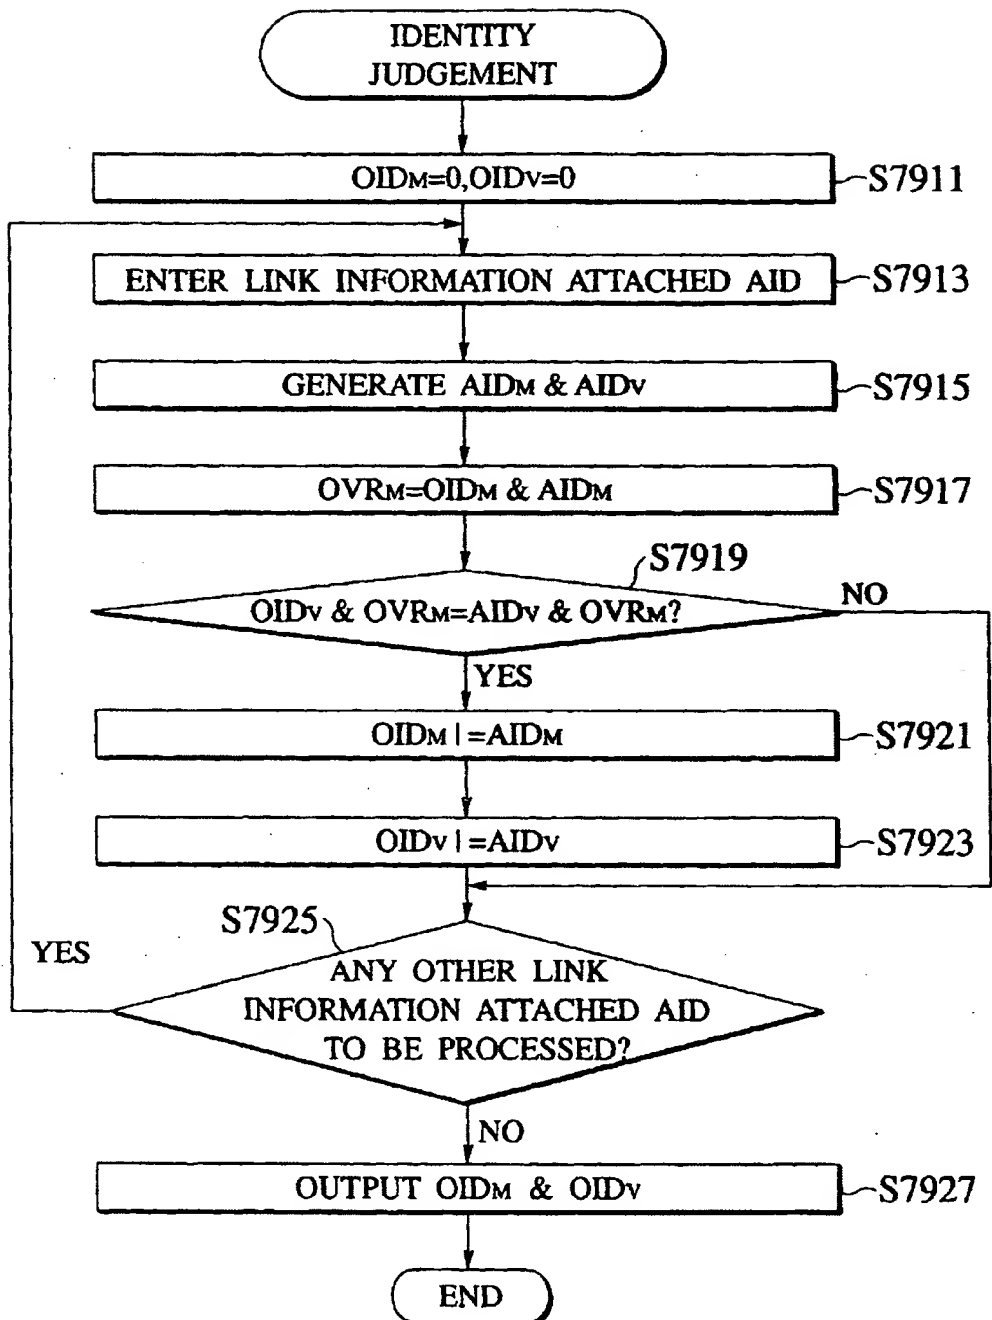 IDENTITY
JUDGEMENT
OIDM=0,OIDV=0
S7911
ENTER LINK INFORMATION ATTACHED AID
S7913
GENERATE AIDM & AIDV
S7915
OVRM=OIDM & AIDM
S7917
S7919
OIDV & OVRM=AIDV & OVRM?
NO
YES
OIDM|=AIDM
S7921
OIDV|=AIDV
S7923
S7925
YES
ANY OTHER LINK
INFORMATION ATTACHED AID
TO BE PROCESSED?
NO
OUTPUT OIDM & OIDV
S7927
END